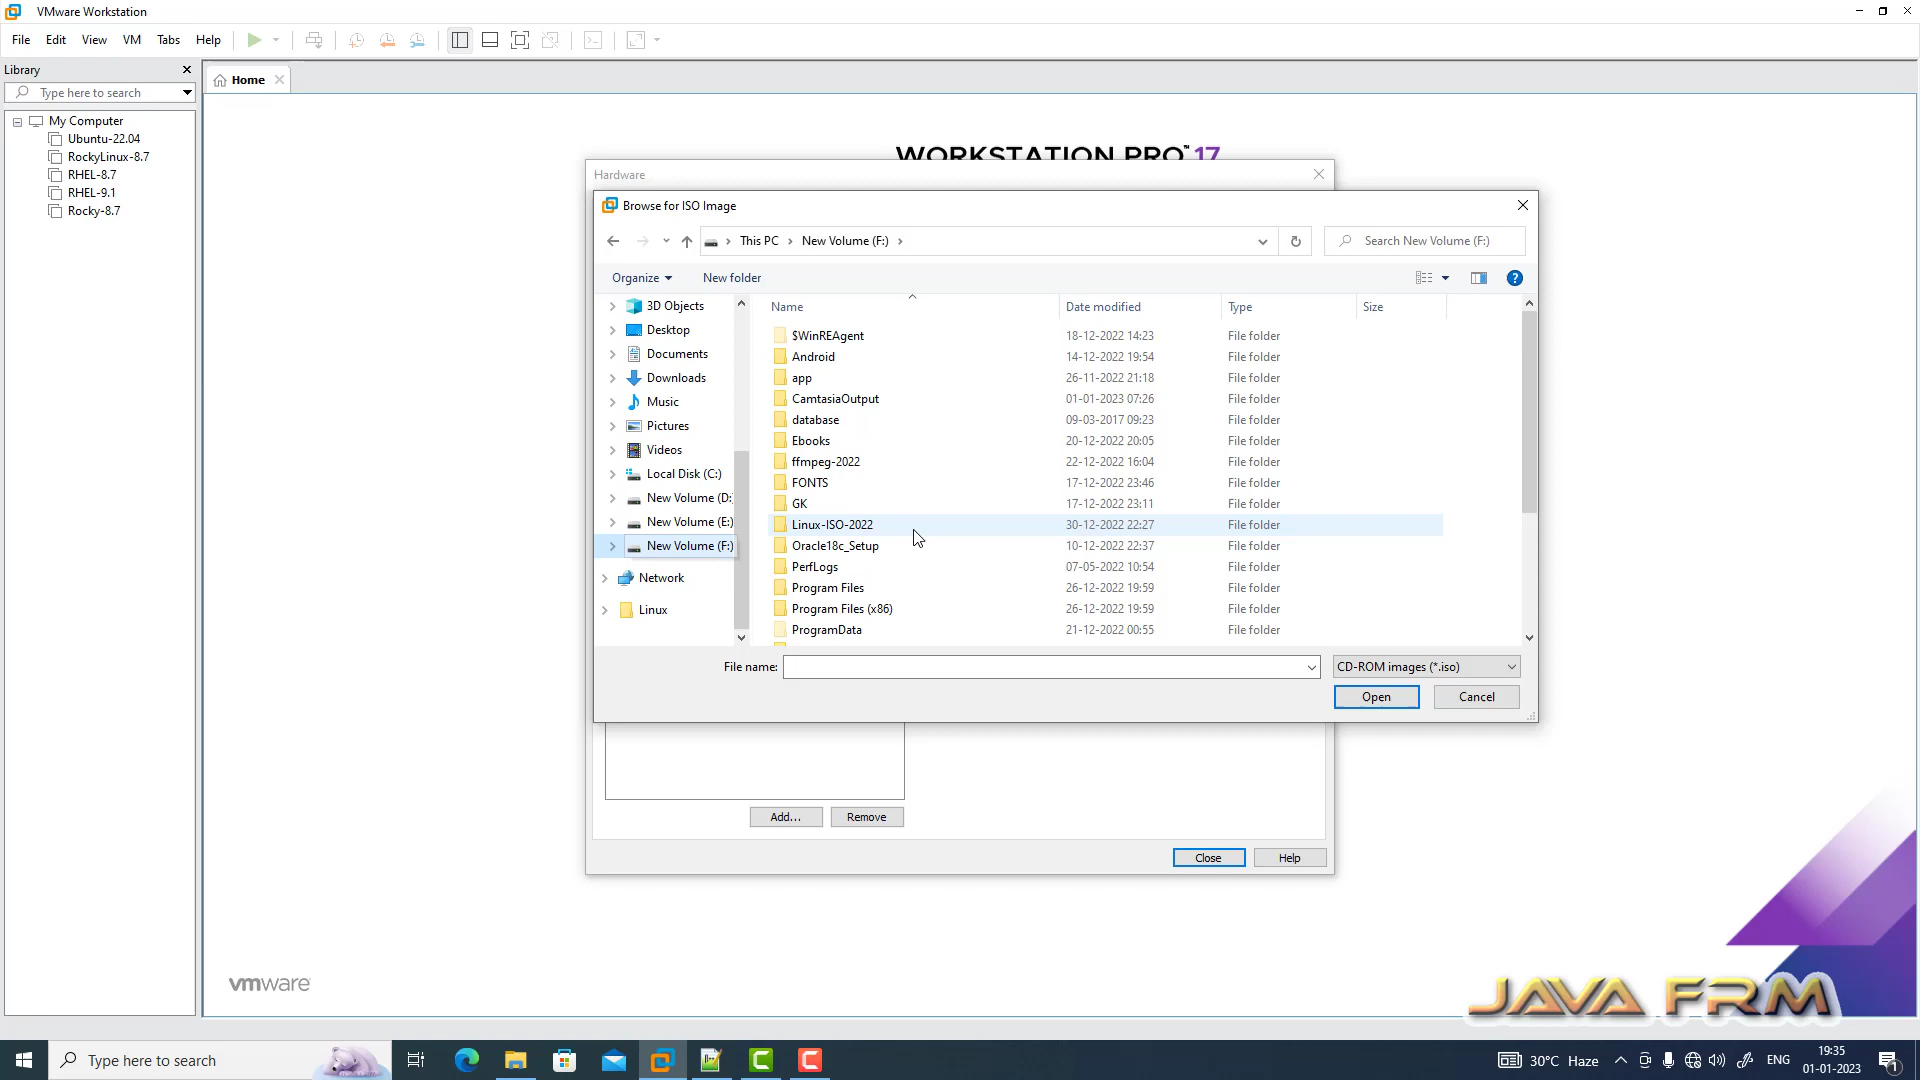 VMware Workstation
File Edit View VM Tabs Help
Library
Type here to search
My Computer
Ubuntu-22.04
RockyLinux-8.7
RHEL-8.7
RHEL-9.1
Rocky-8.7
Home
WORKSTATION PRO™ 17
Hardware
Browse for ISO Image
This PC
New Volume (F:)
Search New Volume (F:)
Organize
New folder
3D Objects
Desktop
Documents
Downloads
Music
Pictures
Videos
Local Disk (C:)
New Volume (D:
New Volume (E:)
New Volume (F:)
Network
Linux
Name Date modified Type Size
$WinREAgent 18-12-2022 14:23 File folder
Android 14-12-2022 19:54 File folder
app 26-11-2022 21:18 File folder
CamtasiaOutput 01-01-2023 07:26 File folder
database 09-03-2017 09:23 File folder
Ebooks 20-12-2022 20:05 File folder
ffmpeg-2022 22-12-2022 16:04 File folder
FONTS 17-12-2022 23:46 File folder
GK 17-12-2022 23:11 File folder
Linux-ISO-2022 30-12-2022 22:27 File folder
Oracle18c_Setup 10-12-2022 22:37 File folder
PerfLogs 07-05-2022 10:54 File folder
Program Files 26-12-2022 19:59 File folder
Program Files (x86) 26-12-2022 19:59 File folder
ProgramData 21-12-2022 00:55 File folder
File name:
CD-ROM images (*.iso)
Open Cancel
Add... Remove
Close Help
vmware
JAVA FRM
Type here to search
30°C Haze
ENG
19:35
01-01-2023
1